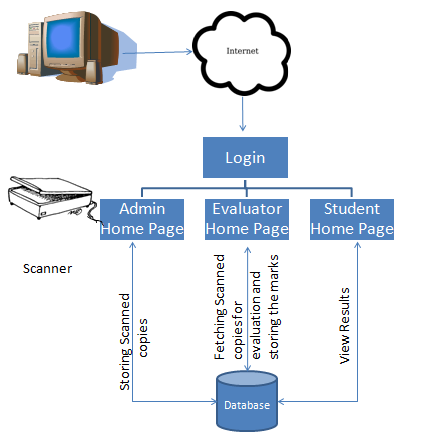 Internet
Login
Admin
Home Page
Evaluator
Home Page
Student
Home Page
Scanner
Storing Scanned
copies
Fetching Scanned
copies for
evaluation and
storing the marks
View Results
Database